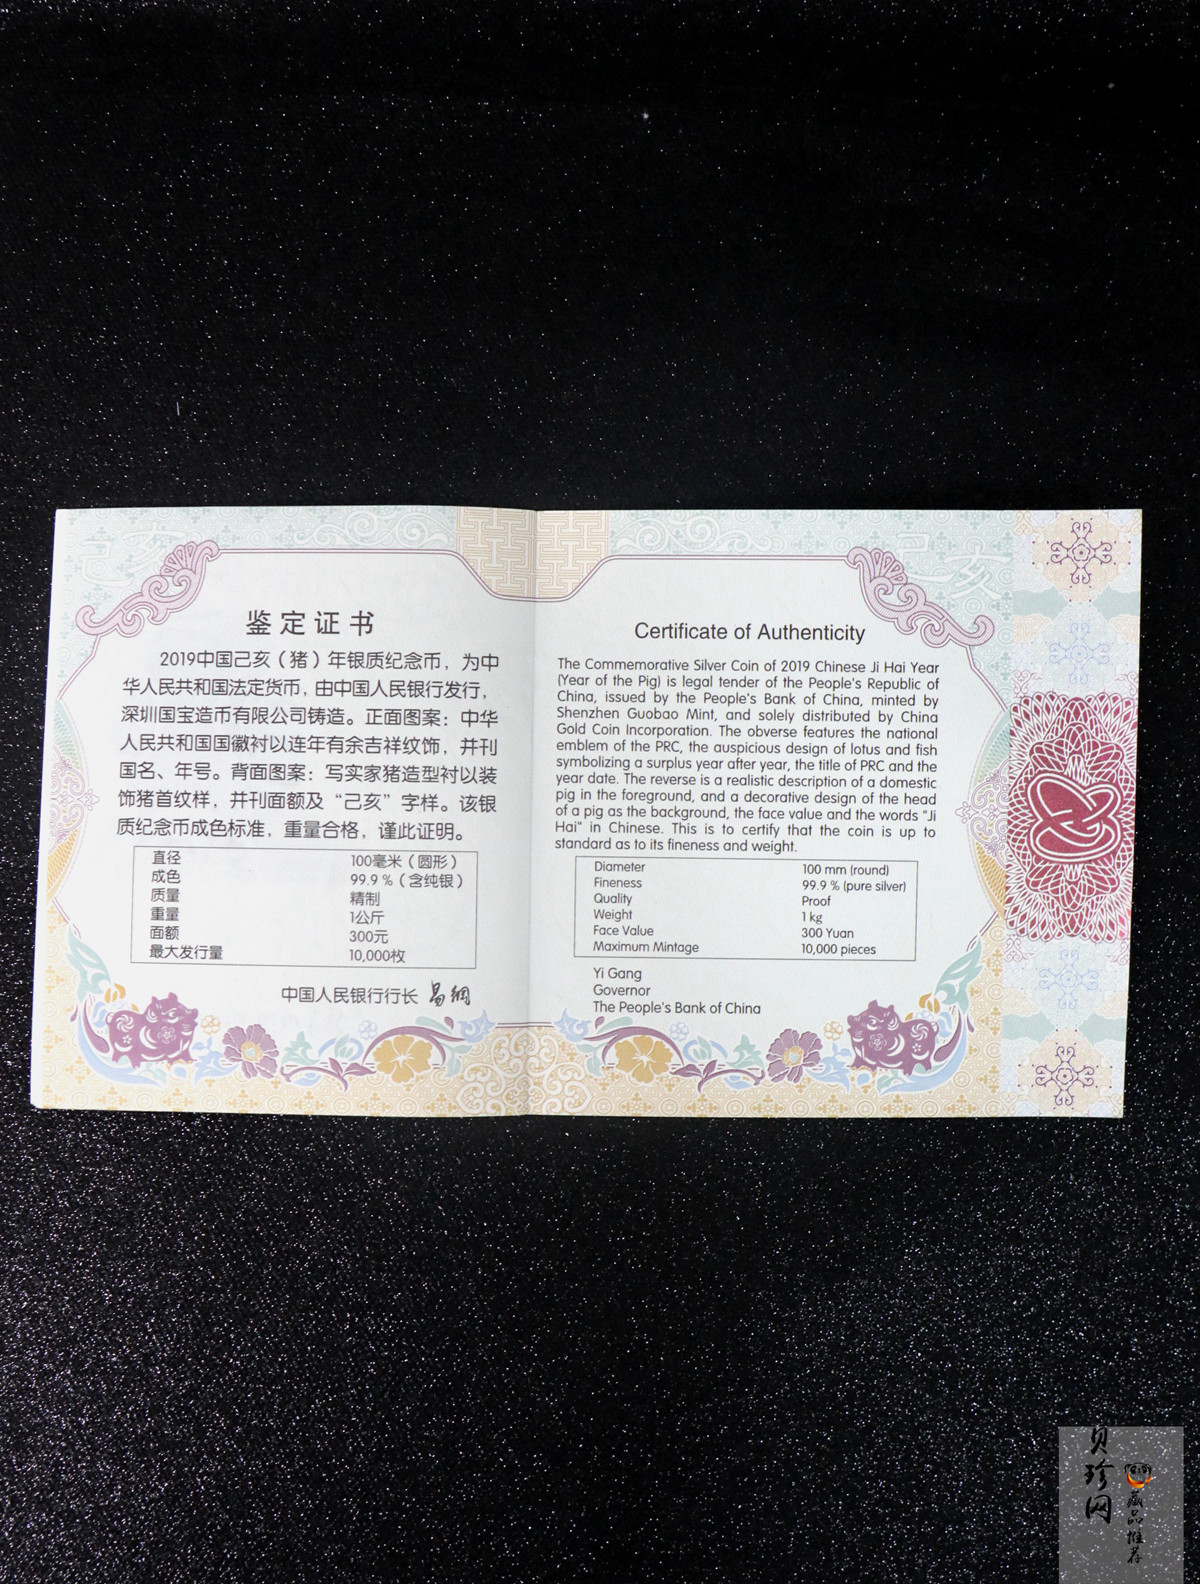 鉴定证书
2019中国己亥（猪）年银质纪念币，为中
华人民共和国法定货币，由中国人民银行发行，
深圳国宝造币有限公司铸造。正面图案：中华
人民共和国国徽衬以连年有余吉祥纹饰，并刊
国名、年号。背面图案：写实家猪造型衬以装
饰猪首纹样，并刊面额及“己亥”字样。该银
质纪念币成色标准，重量合格，谨此证明。
直径 100毫米（圆形）
成色 99.9％（含纯银）
质量 精制
重量 1公斤
面额 300元
最大发行量 10,000枚
中国人民银行行长 易纲
Certificate of Authenticity
The Commemorative Silver Coin of 2019 Chinese Ji Hai Year
(Year of the Pig) is legal tender of the People's Republic of
China, issued by the People's Bank of China, minted by
Shenzhen Guobao Mint, and solely distributed by China
Gold Coin Incorporation. The obverse features the national
emblem of the PRC, the auspicious design of lotus and fish
symbolizing a surplus year after year, the title of PRC and the
year date. The reverse is a realistic description of a domestic
pig in the foreground, and a decorative design of the head
of a pig as the background, the face value and the words "Ji
Hai" in Chinese. This is to certify that the coin is up to
standard as to its fineness and weight.
Diameter 100 mm (round)
Fineness 99.9 % (pure silver)
Quality Proof
Weight 1 kg
Face Value 300 Yuan
Maximum Mintage 10,000 pieces
Yi Gang
Governor
The People's Bank of China
己亥
己亥
贝珍网
藏品推荐